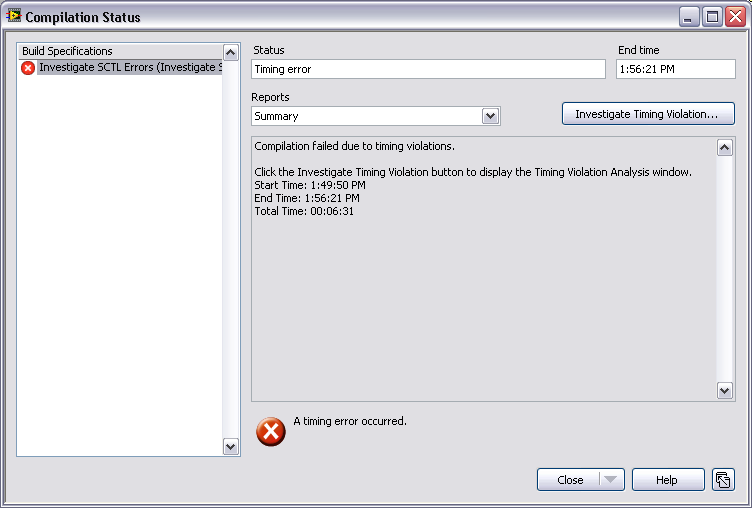 Compilation Status
Build Specifications
Investigate SCTL Errors (Investigate S
Status
End time
Timing error
1:56:21 PM
Reports
Summary
Investigate Timing Violation...
Compilation failed due to timing violations.
Click the Investigate Timing Violation button to display the Timing Violation Analysis window.
Start Time: 1:49:50 PM
End Time: 1:56:21 PM
Total Time: 00:06:31
A timing error occurred.
Close
Help